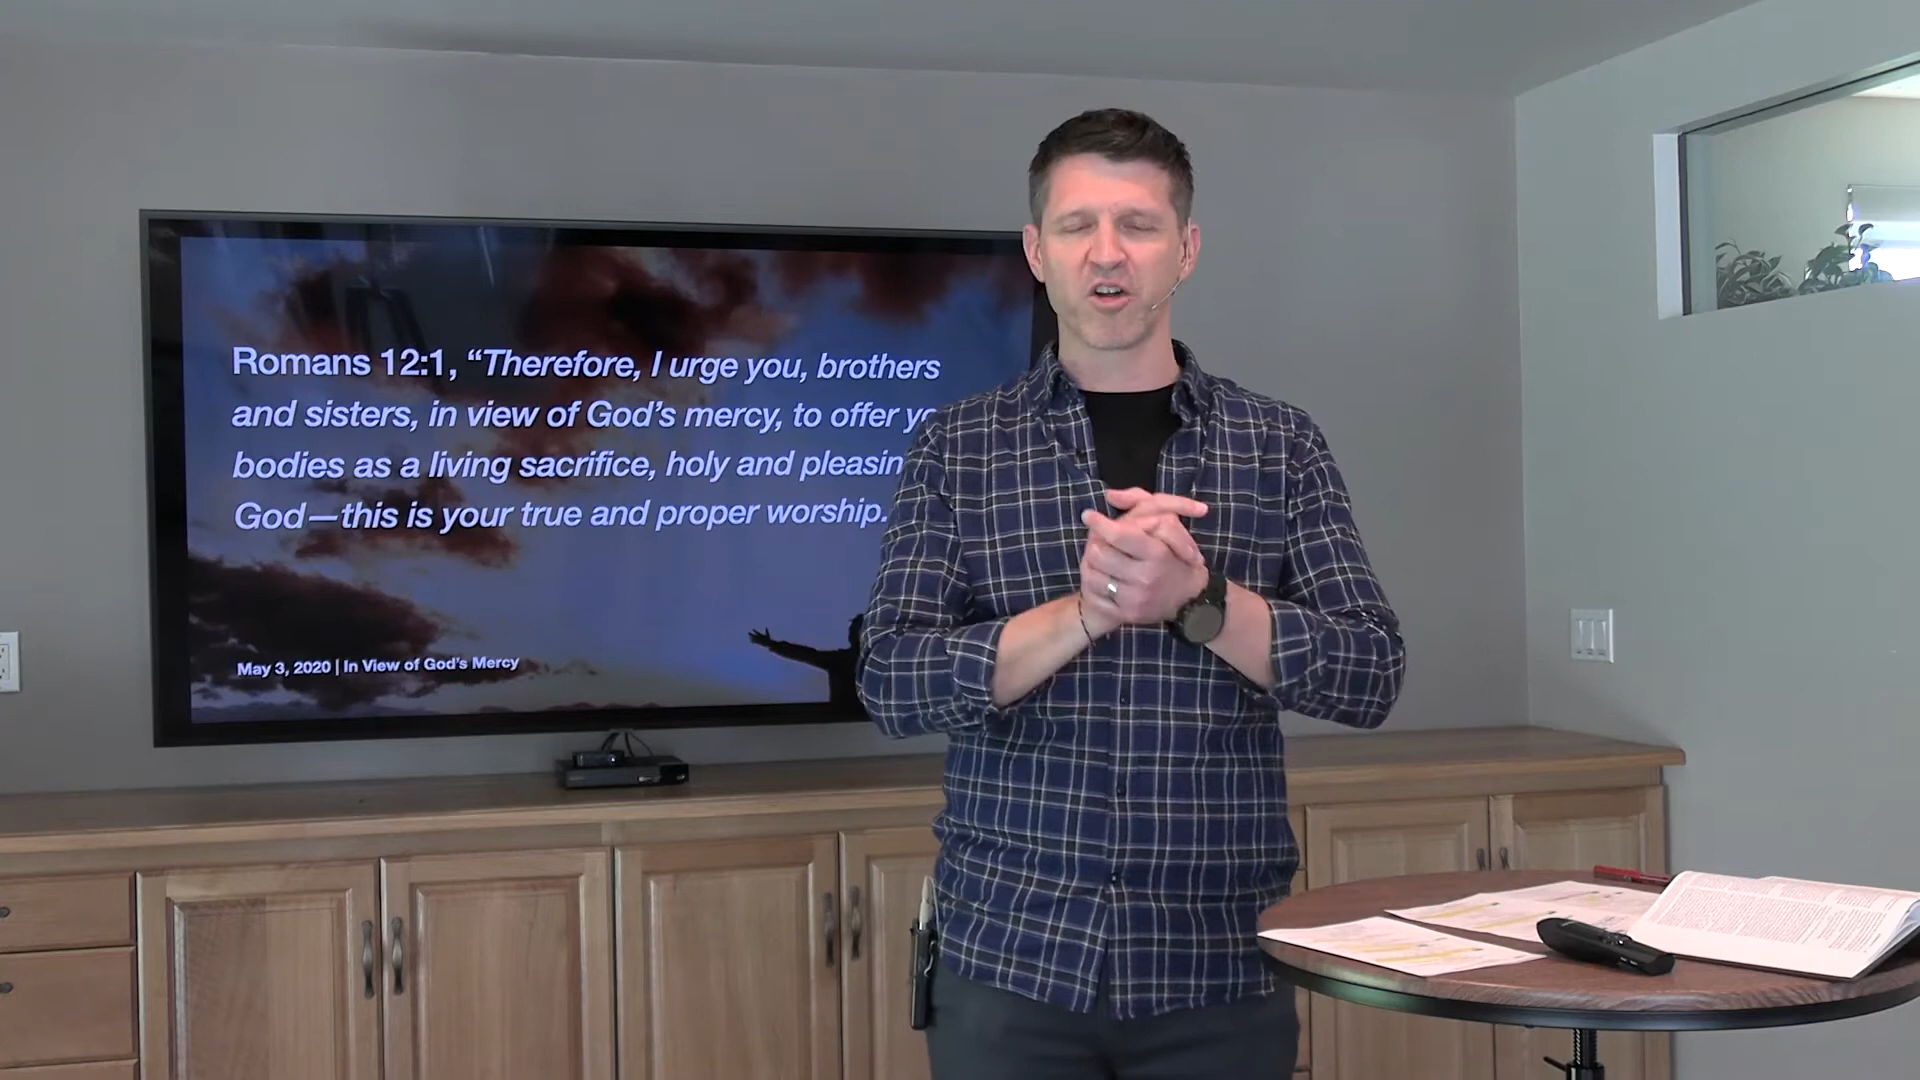 Romans 12:1, “Therefore, I urge you, brothers
and sisters, in view of God’s mercy, to offer
bodies as a living sacrifice, holy and
God—this is your true and proper worship.
May 3, 2020 | In View of God’s Mercy